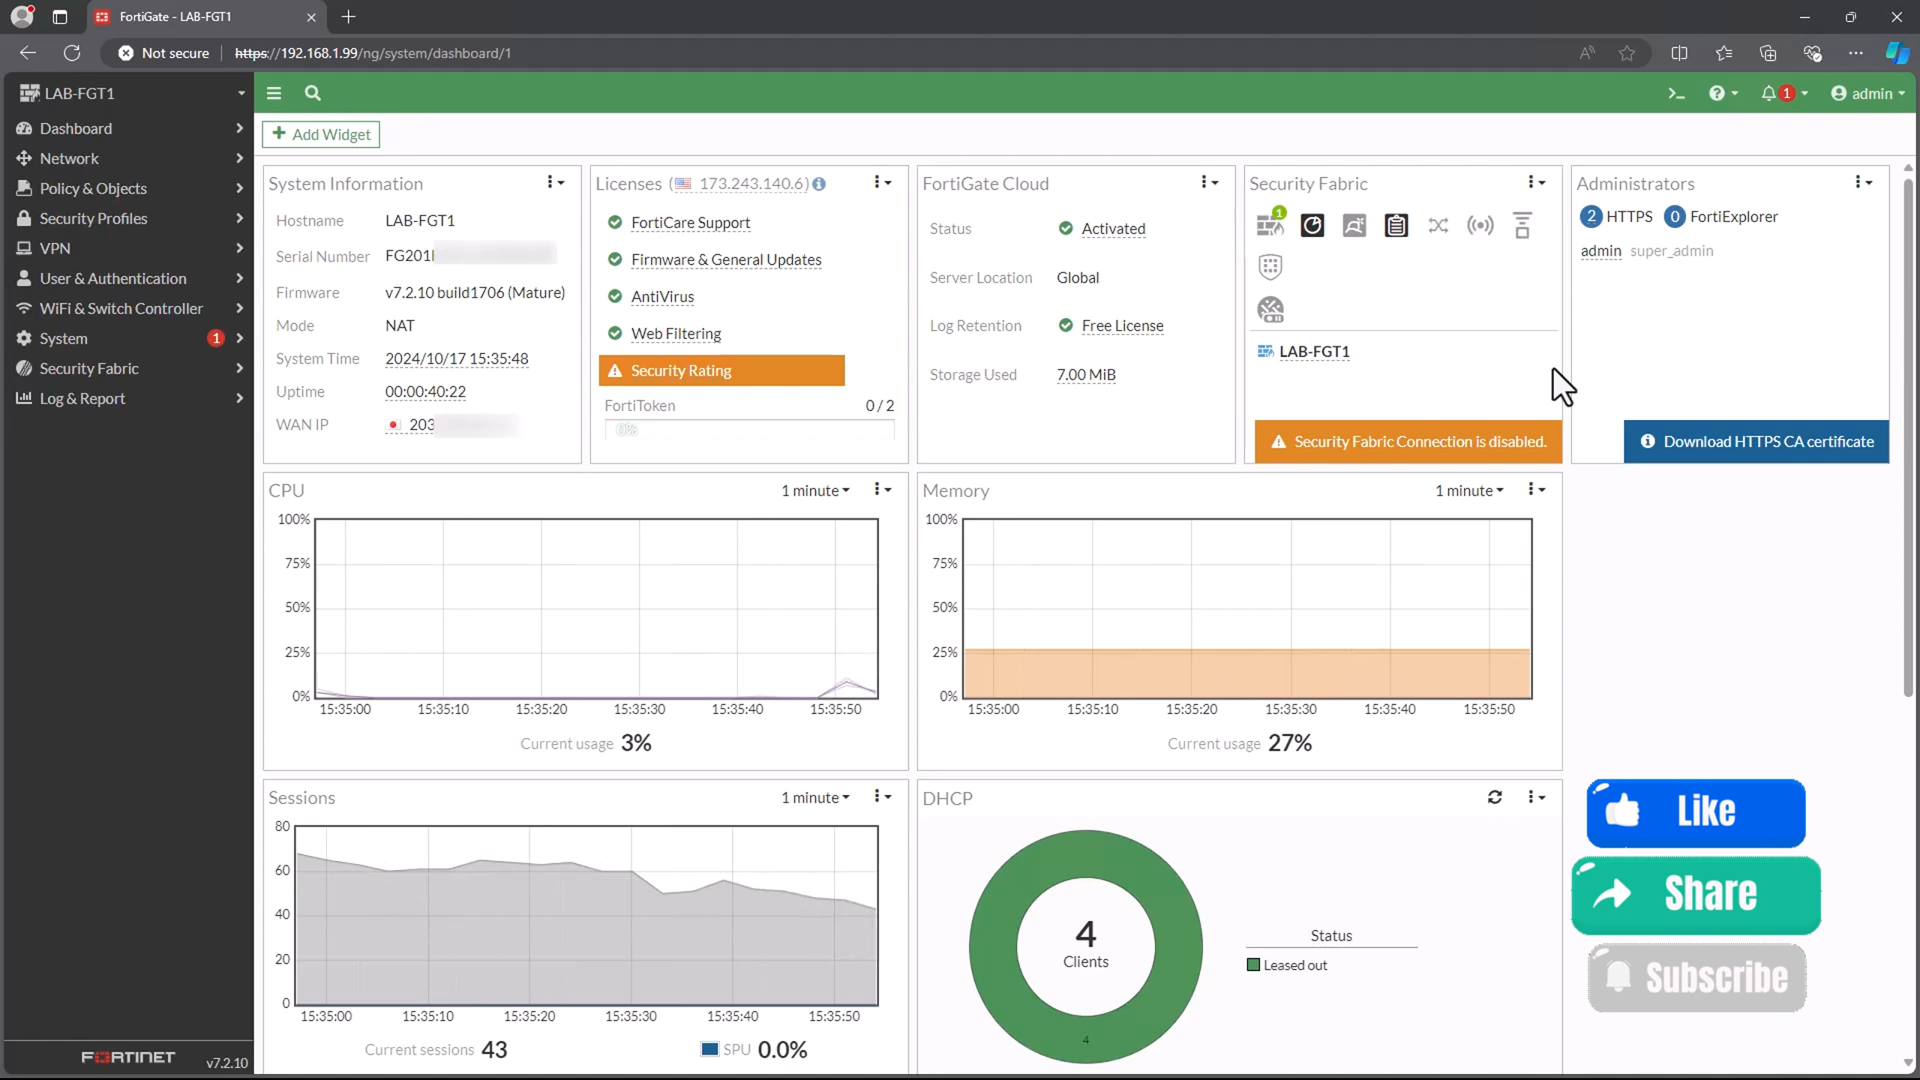 FortiGate - LAB-FGT1
Not secure
https://192.168.1.99/ng/system/dashboard/1
LAB-FGT1
1
admin
Dashboard
Network
Policy & Objects
Security Profiles
VPN
User & Authentication
WiFi & Switch Controller
System 1
Security Fabric
Log & Report
FORTINET v7.2.10
Add Widget
System Information
Hostname LAB-FGT1
Serial Number FG201
Firmware v7.2.10 build1706 (Mature)
Mode NAT
System Time 2024/10/17 15:35:48
Uptime 00:00:40:22
WAN IP 203
Licenses (173.243.140.6)
FortiCare Support
Firmware & General Updates
AntiVirus
Web Filtering
Security Rating
FortiToken 0 / 2
0%
FortiGate Cloud
Status Activated
Server Location Global
Log Retention Free License
Storage Used 7.00 MiB
Security Fabric
1
LAB-FGT1
Security Fabric Connection is disabled.
Administrators
2 HTTPS 0 FortiExplorer
admin super_admin
Download HTTPS CA certificate
CPU 1 minute
100%
75%
50%
25%
0%
15:35:00 15:35:10 15:35:20 15:35:30 15:35:40 15:35:50
Current usage 3%
Memory 1 minute
100%
75%
50%
25%
0%
15:35:00 15:35:10 15:35:20 15:35:30 15:35:40 15:35:50
Current usage 27%
Sessions 1 minute
80
60
40
20
0
15:35:00 15:35:10 15:35:20 15:35:30 15:35:40 15:35:50
Current sessions 43 SPU 0.0%
DHCP
4
Clients
4
Status
Leased out
Like
Share
Subscribe